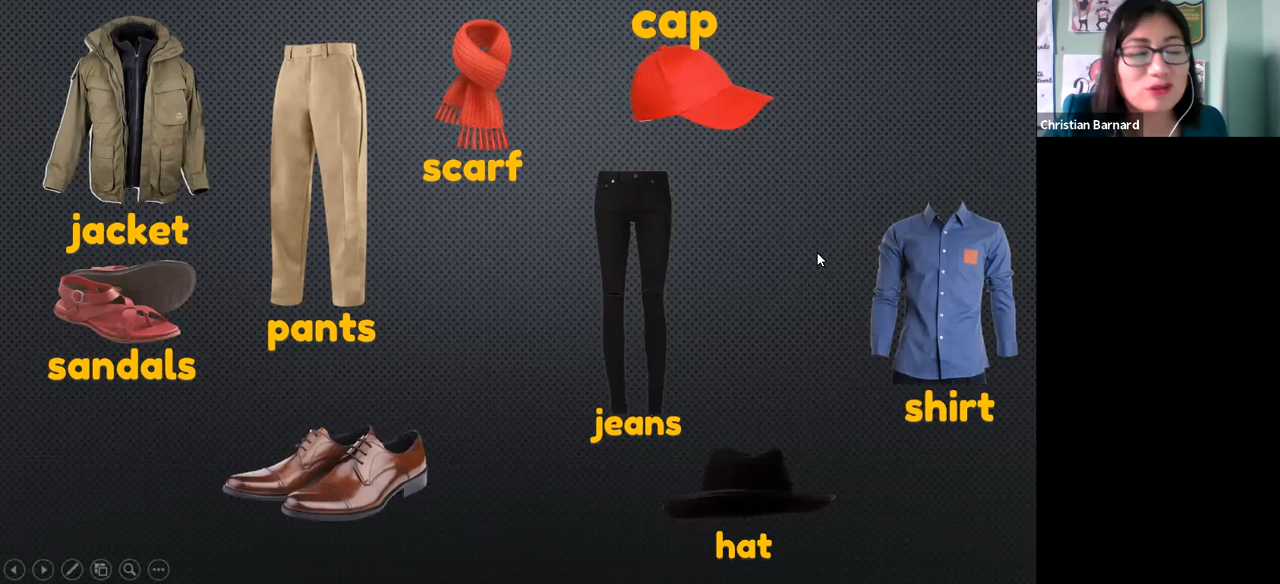 cap
scarf
jacket
pants
sandals
jeans
shirt
hat
Christian Barnard